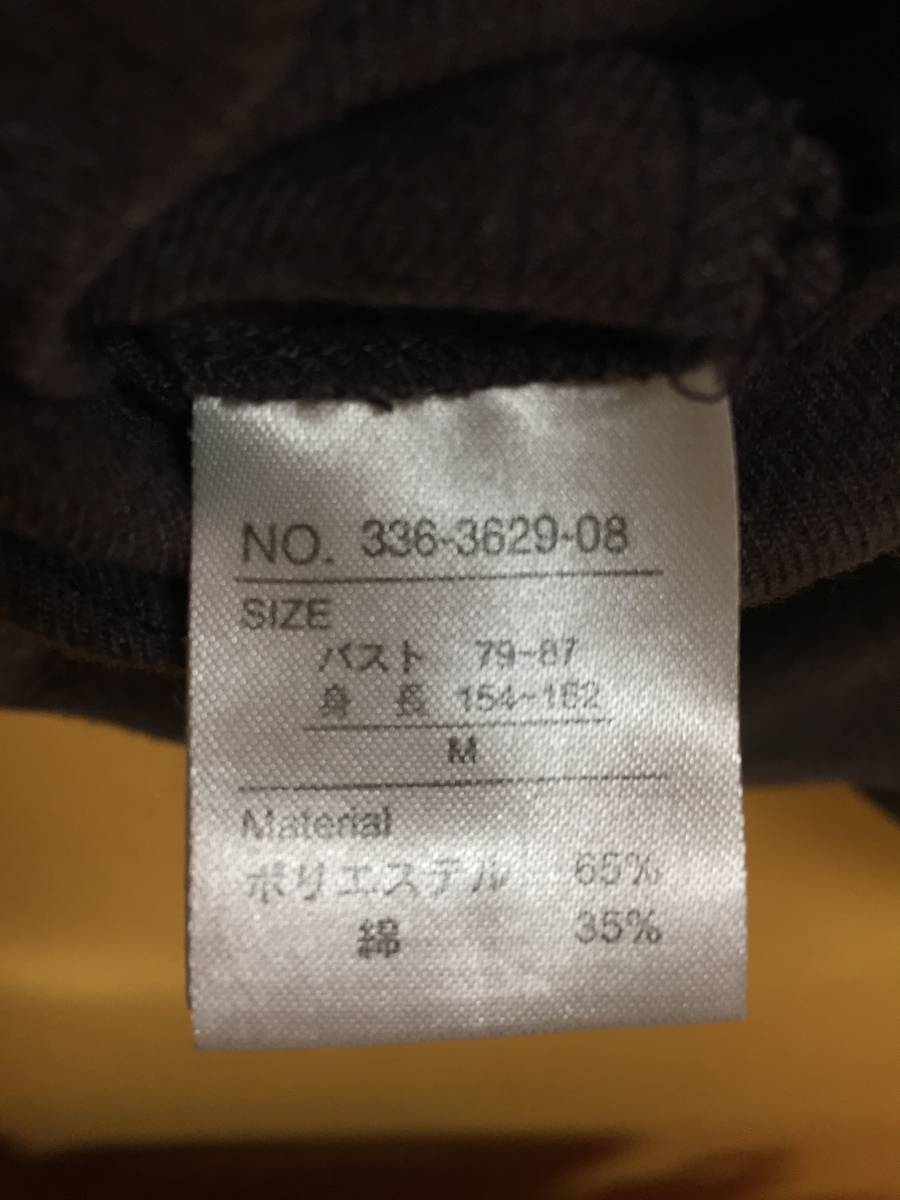 NO. 336-3629-08
SIZE
バスト 79-87
身長 154-162
M
Material
ポリエステル 65%
綿 35%